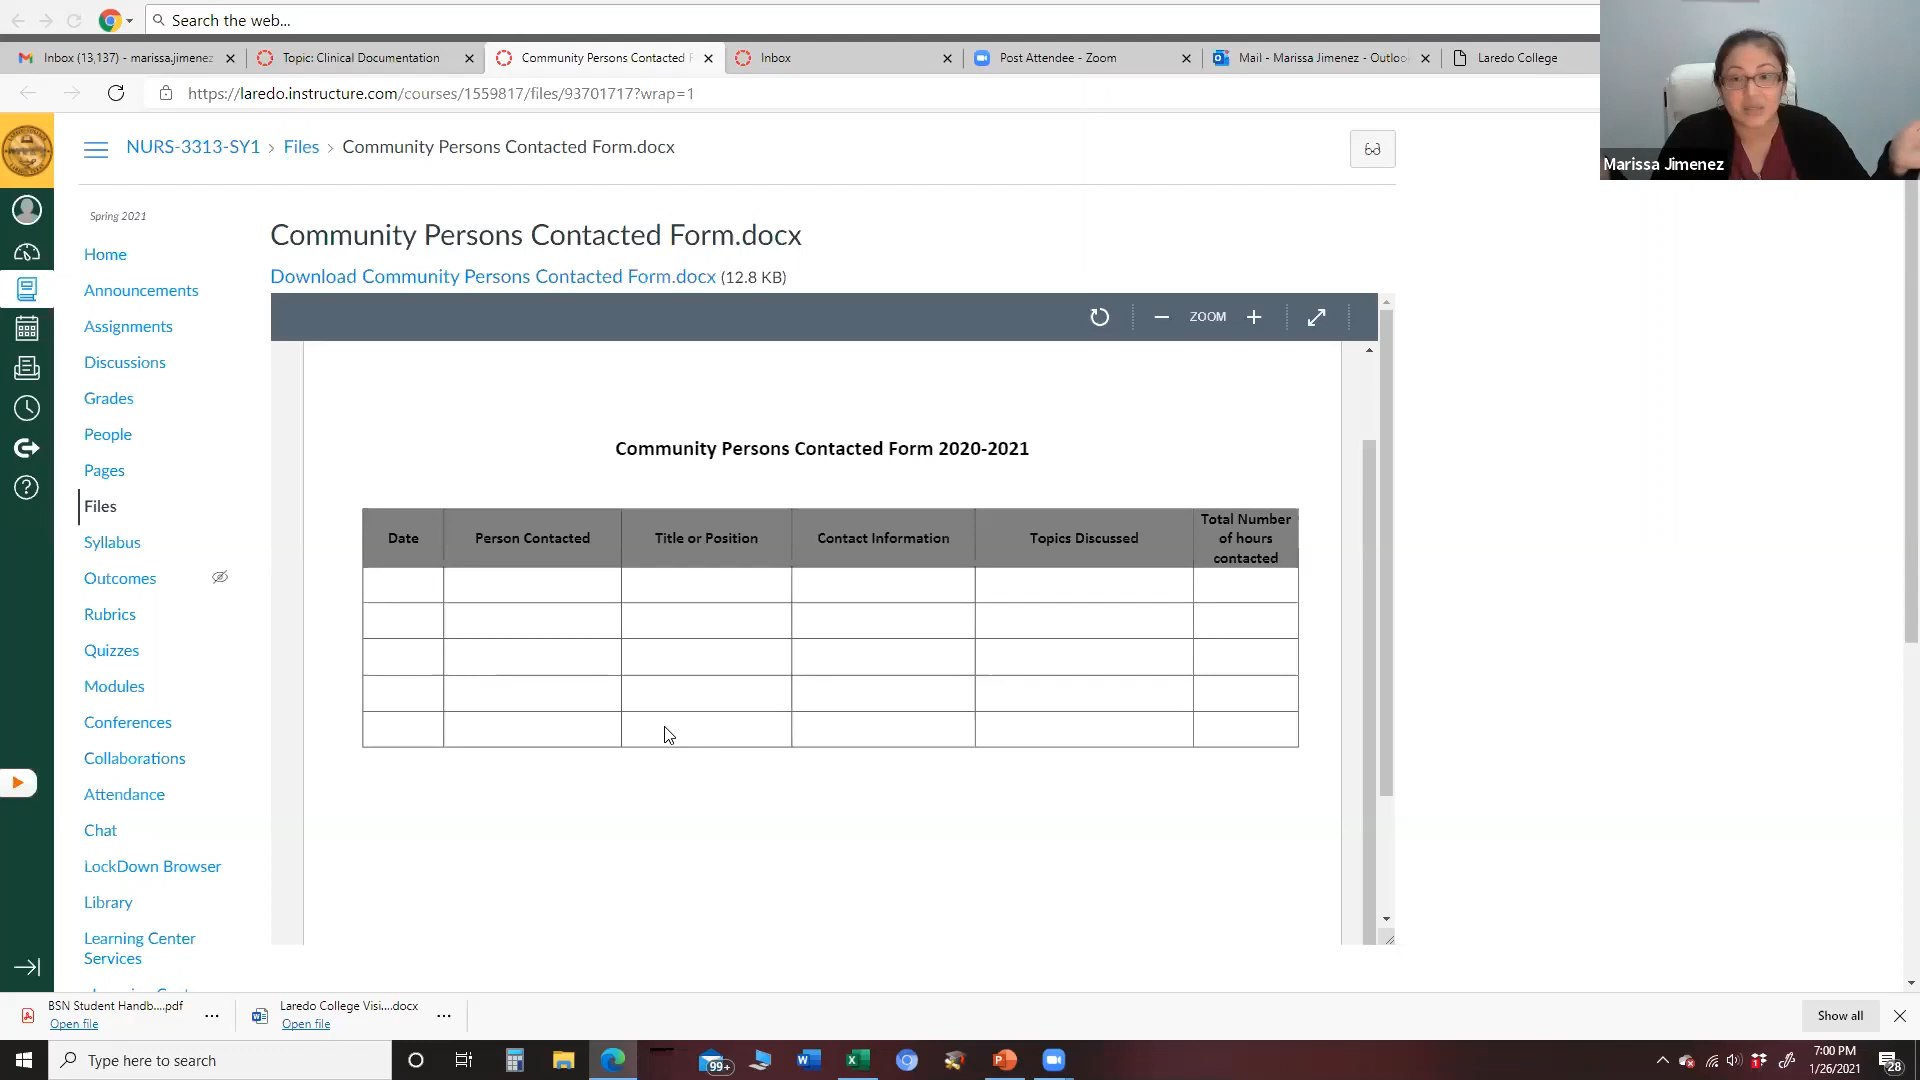 Search the web...
Inbox (13,137) - marissa.jimenez
Topic: Clinical Documentation
Community Persons Contacted F
Inbox
Post Attendee - Zoom
Mail - Marissa Jimenez - Outloo
Laredo College
https://laredo.instructure.com/courses/1559817/files/93701717?wrap=1
Marissa Jimenez
NURS-3313-SY1 > Files > Community Persons Contacted Form.docx
Spring 2021
Home
Announcements
Assignments
Discussions
Grades
People
Pages
Files
Syllabus
Outcomes
Rubrics
Quizzes
Modules
Conferences
Collaborations
Attendance
Chat
LockDown Browser
Library
Learning Center
Services
Community Persons Contacted Form.docx
Download Community Persons Contacted Form.docx (12.8 KB)
ZOOM
Community Persons Contacted Form 2020-2021
Date
Person Contacted
Title or Position
Contact Information
Topics Discussed
Total Number
of hours
contacted
BSN Student Handb....pdf
Open file
Laredo College Visi....docx
Open file
Show all
Type here to search
99+
7:00 PM
1/26/2021
28